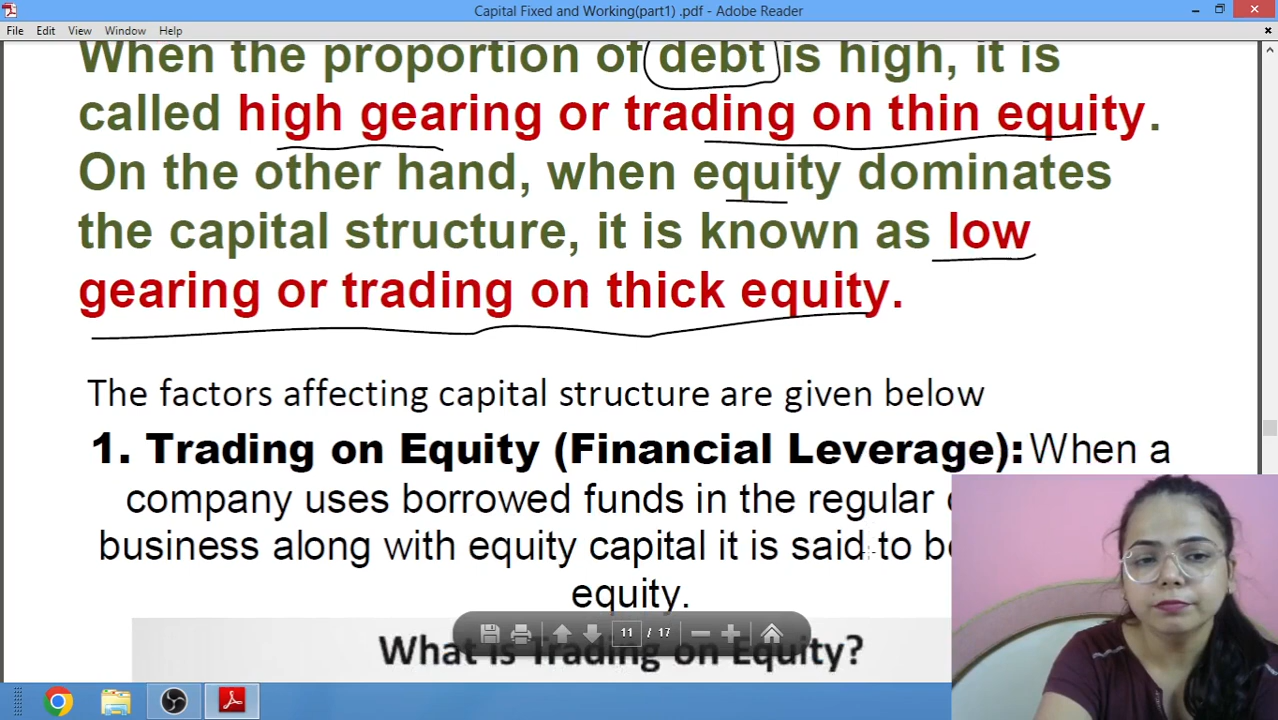 Capital Fixed and Working(part1) .pdf - Adobe Reader
File Edit View Window Help
When the proportion of debt is high, it is
called high gearing or trading on thin equity.
On the other hand, when equity dominates
the capital structure, it is known as low
gearing or trading on thick equity.
The factors affecting capital structure are given below
1. Trading on Equity (Financial Leverage): When a
company uses borrowed funds in the regular
business along with equity capital it is said to
equity.
11 / 17
What is Trading on Equity?